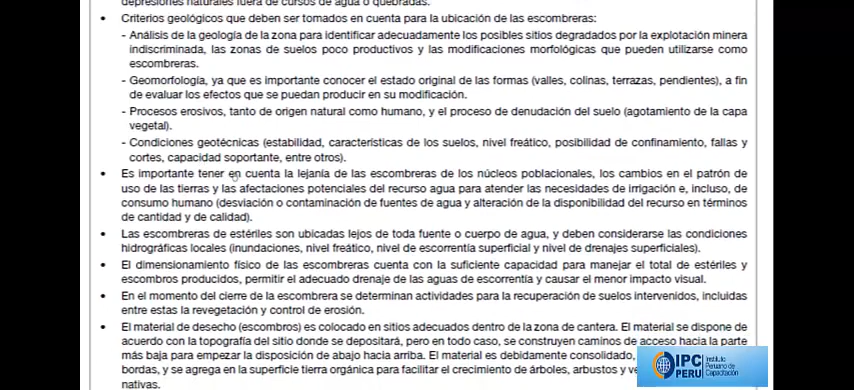 depresiones naturales fuera de cursos de agua o quebradas.
• Criterios geológicos que deben ser tomados en cuenta para la ubicación de las escombreras:
- Análisis de la geología de la zona para identificar adecuadamente los posibles sitios degradados por la explotación minera
indiscriminada, las zonas de suelos poco productivos y las modificaciones morfológicas que pueden utilizarse como
escombreras.
- Geomorfología, ya que es importante conocer el estado original de las formas (valles, colinas, terrazas, pendientes), a fin
de evaluar los efectos que se puedan producir en su modificación.
- Procesos erosivos, tanto de origen natural como humano, y el proceso de denudación del suelo (agotamiento de la capa
vegetal).
- Condiciones geotécnicas (estabilidad, características de los suelos, nivel freático, posibilidad de confinamiento, fallas y
cortes, capacidad soportante, entre otros).
• Es importante tener en cuenta la lejanía de las escombreras de los núcleos poblacionales, los cambios en el patrón de
uso de las tierras y las afectaciones potenciales del recurso agua para atender las necesidades de irrigación e, incluso, de
consumo humano (desviación o contaminación de fuentes de agua y alteración de la disponibilidad del recurso en términos
de cantidad y de calidad).
• Las escombreras de estériles son ubicadas lejos de toda fuente o cuerpo de agua, y deben considerarse las condiciones
hidrográficas locales (inundaciones, nivel freático, nivel de escorrentía superficial y nivel de drenajes superficiales).
• El dimensionamiento físico de las escombreras cuenta con la suficiente capacidad para manejar el total de estériles y
escombros producidos, permitir el adecuado drenaje de las aguas de escorrentía y causar el menor impacto visual.
• En el momento del cierre de la escombrera se determinan actividades para la recuperación de suelos intervenidos, incluidas
entre estas la revegetación y control de erosión.
• El material de desecho (escombros) es colocado en sitios adecuados dentro de la zona de cantera. El material se dispone de
acuerdo con la topografía del sitio donde se depositará, pero en todo caso, se construyen caminos de acceso hacia la parte
más baja para empezar la disposición de abajo hacia arriba. El material es debidamente consolidado,
bordas, y se agrega en la superficie tierra orgánica para facilitar el crecimiento de árboles, arbustos y
nativas.
IPC PERU
Instituto Peruano de Capacitación